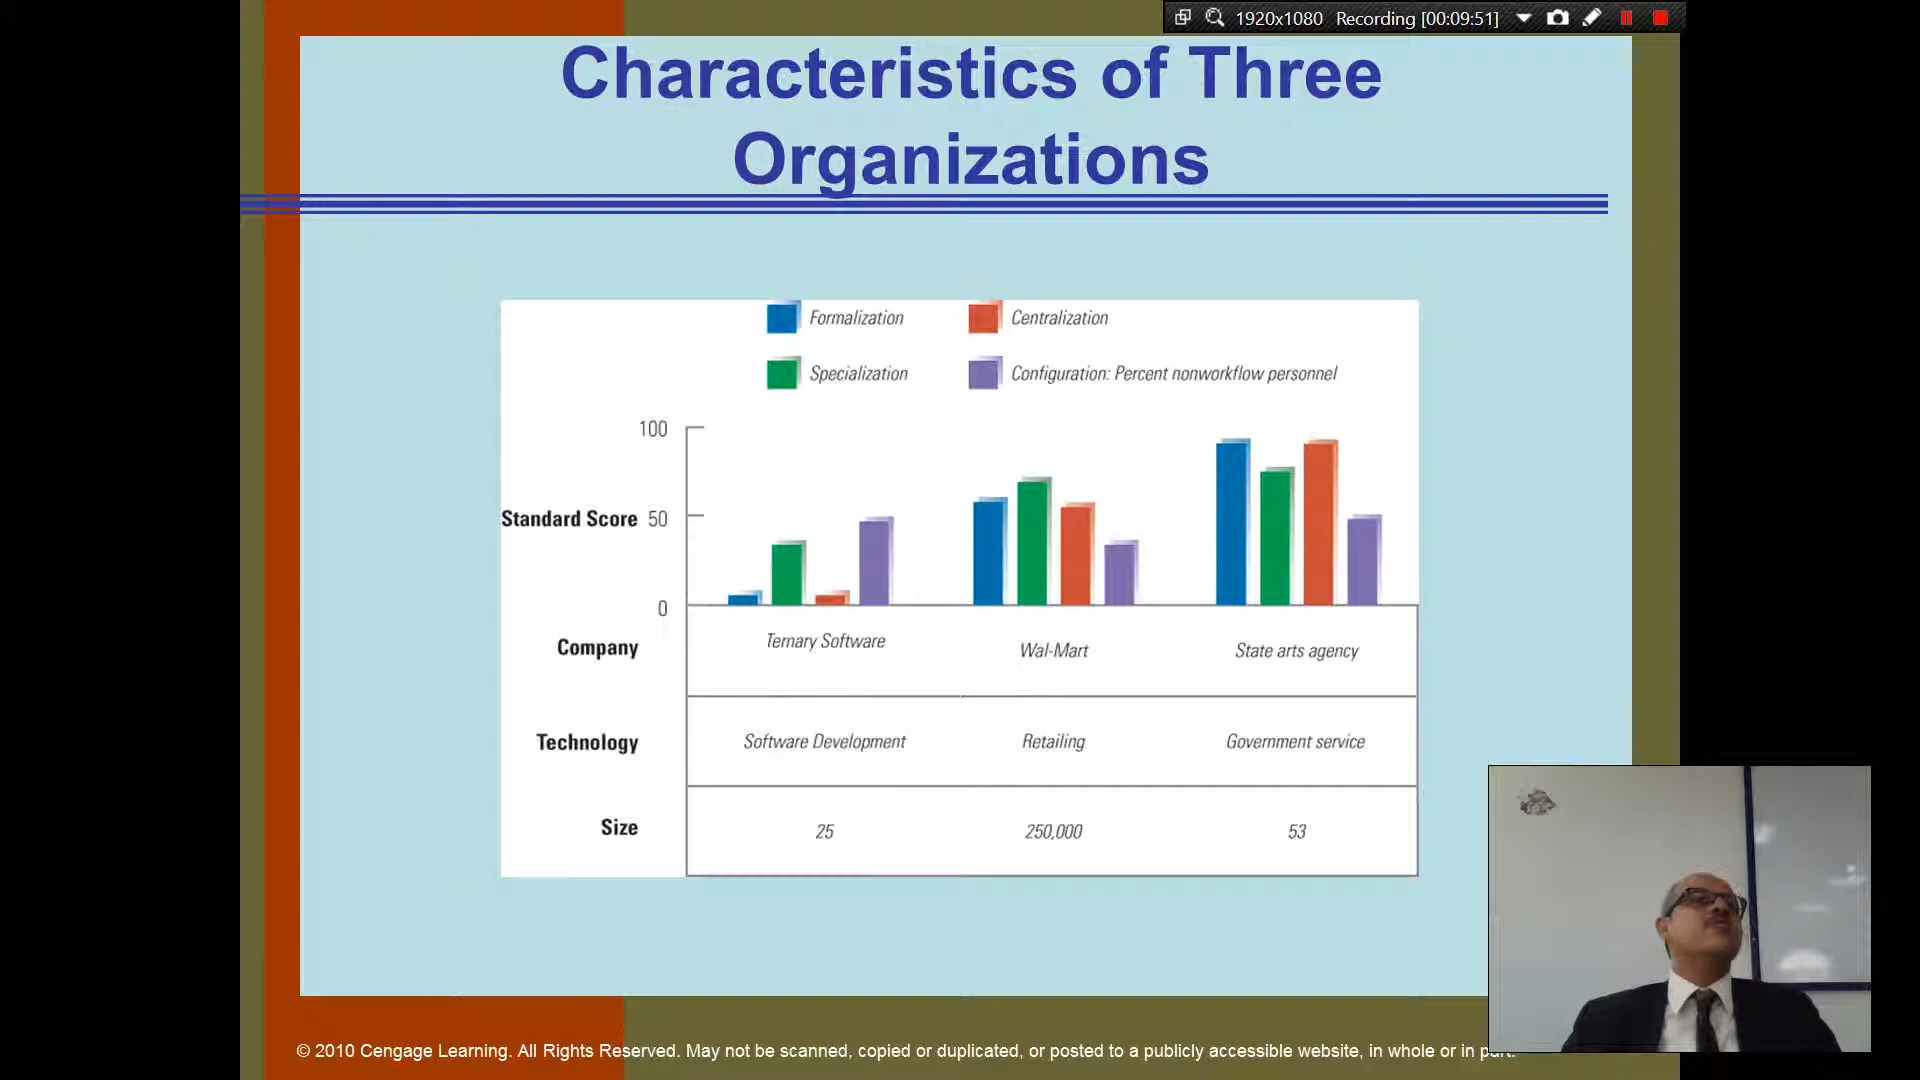 1920x1080 Recording [00:09:51]
Characteristics of Three
Organizations
Formalization Centralization
Specialization Configuration: Percent nonworkflow personnel
100
Standard Score 50
0
Company Ternary Software Wal-Mart State arts agency
Technology Software Development Retailing Government service
Size 25 250,000 53
© 2010 Cengage Learning. All Rights Reserved. May not be scanned, copied or duplicated, or posted to a publicly accessible website, in whole or in part.